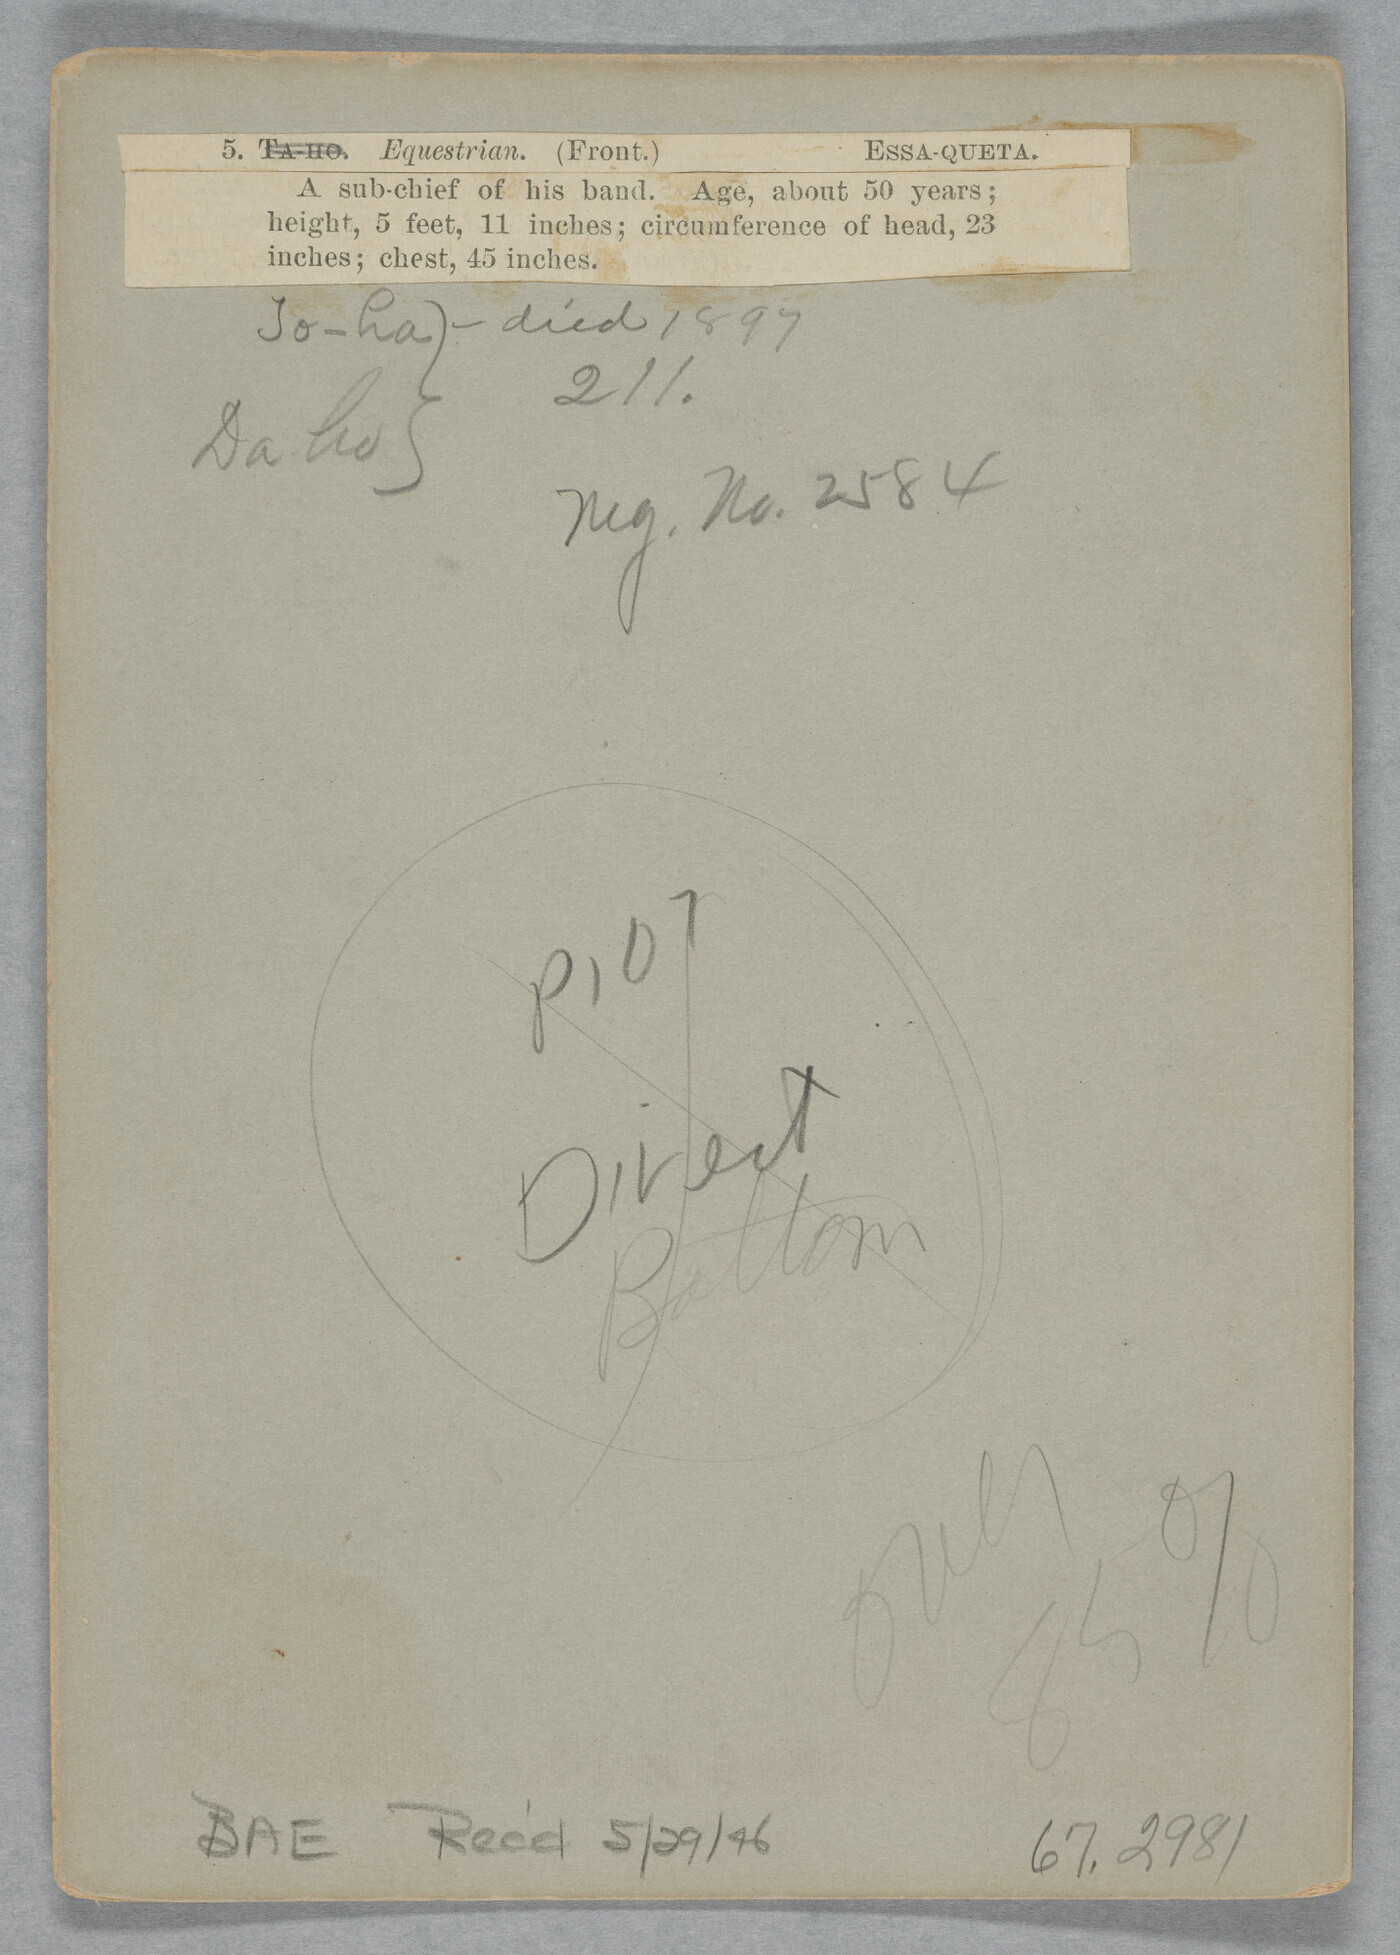 5. TA-HO. Equestrian. (Front.) ESSA-QUETA.
A sub-chief of his band. Age, about 50 years;
height, 5 feet, 11 inches; circumference of head, 23
inches; chest, 45 inches.
To-ha - died 1897
211.
Da ho
Neg. No. 2584
Direct
Bottom
85 %
BAE Rec'd 5/29/46
67.2981